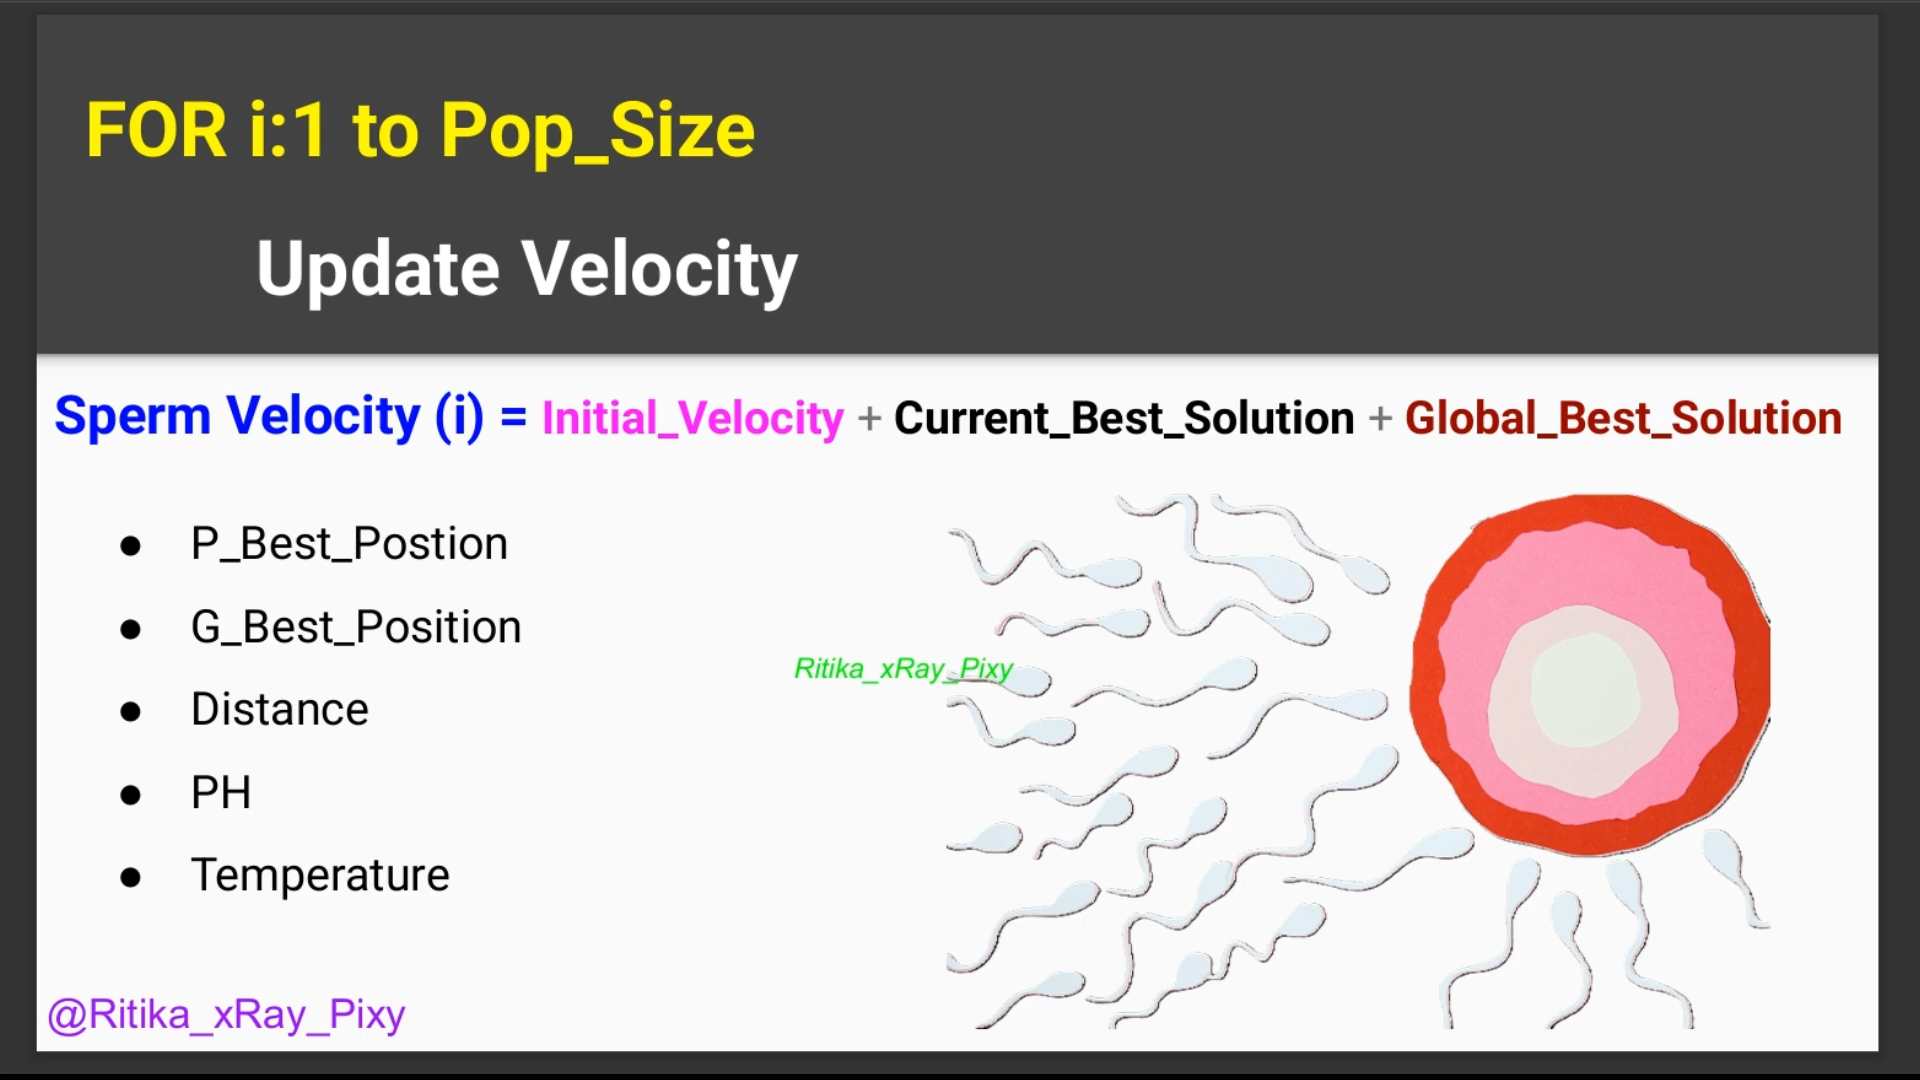 FOR i:1 to Pop_Size
Update Velocity
Sperm Velocity (i) = Initial_Velocity + Current_Best_Solution + Global_Best_Solution
● P_Best_Postion
● G_Best_Position
● Distance
● PH
● Temperature
Ritika_xRay_Pixy
@Ritika_xRay_Pixy